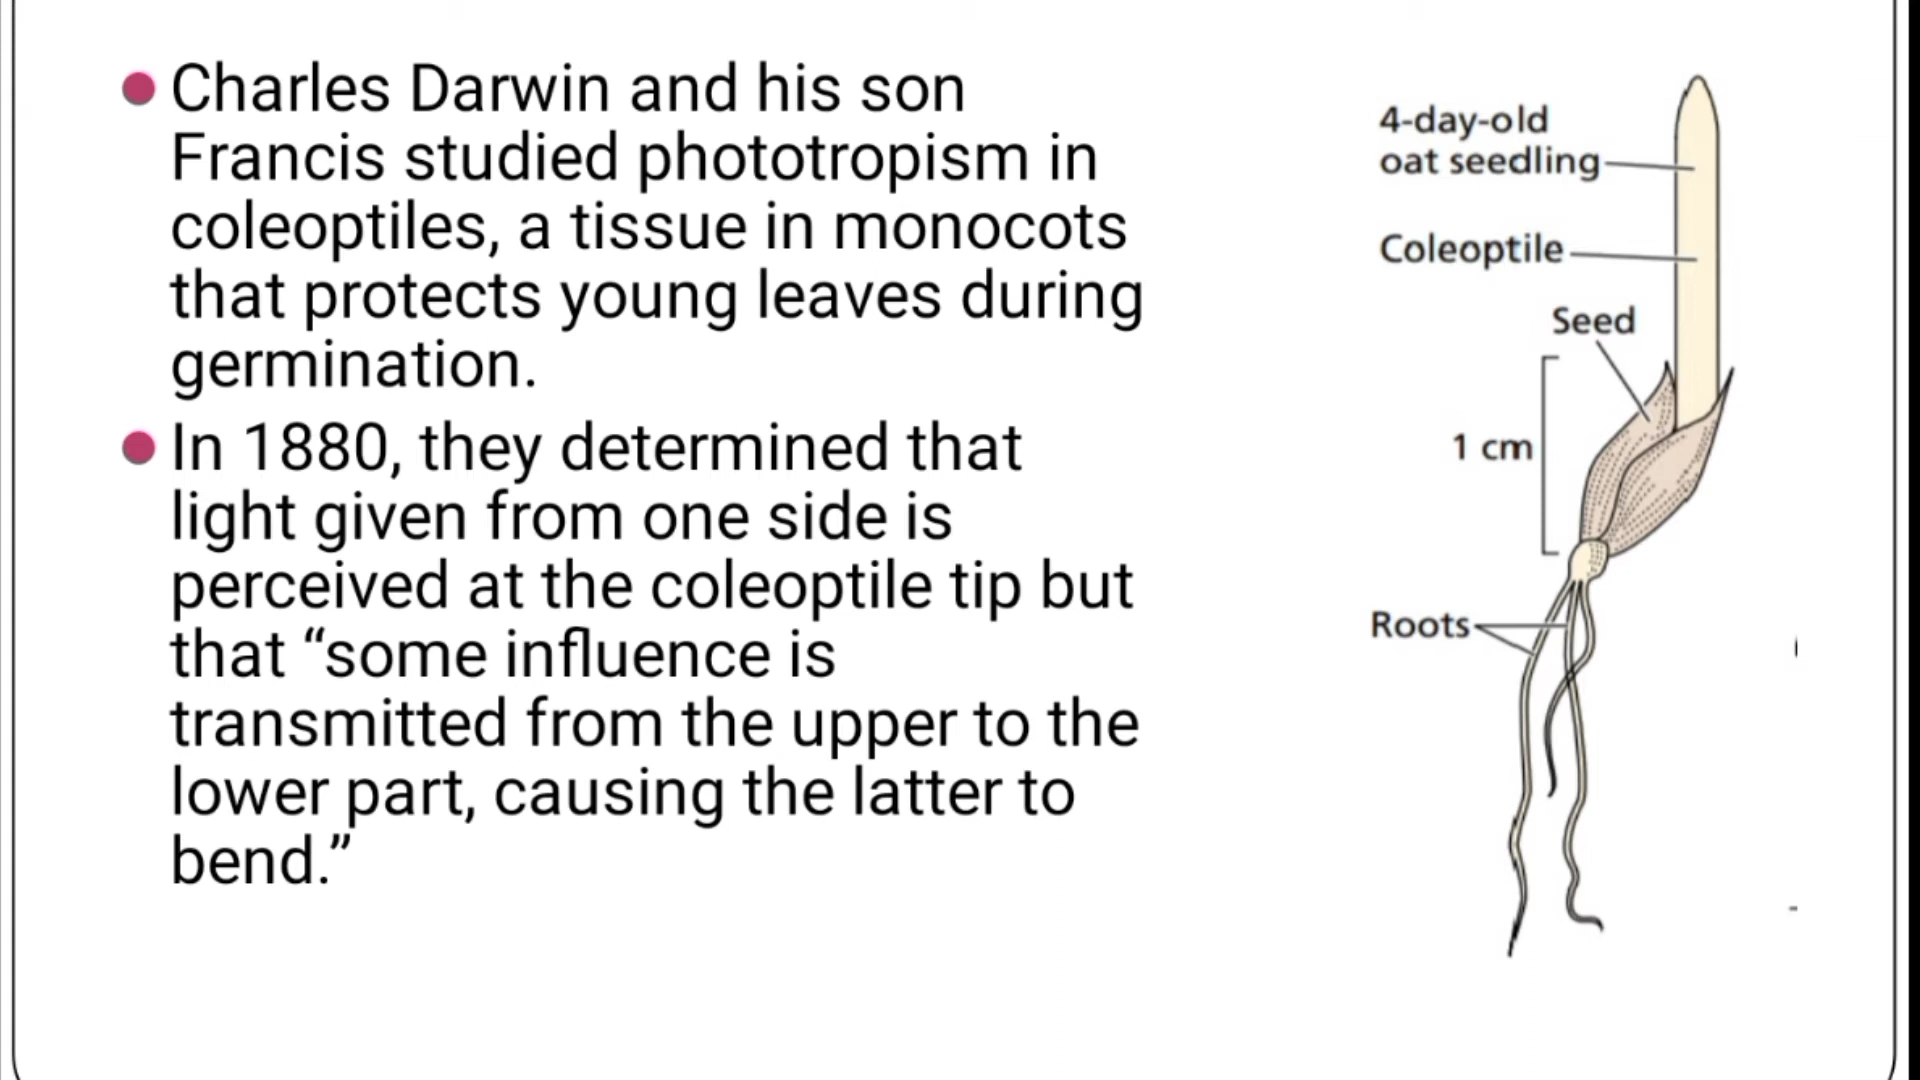 Charles Darwin and his son
Francis studied phototropism in
coleoptiles, a tissue in monocots
that protects young leaves during
germination.
In 1880, they determined that
light given from one side is
perceived at the coleoptile tip but
that “some influence is
transmitted from the upper to the
lower part, causing the latter to
bend.”
4-day-old
oat seedling
Coleoptile
Seed
1 cm
Roots